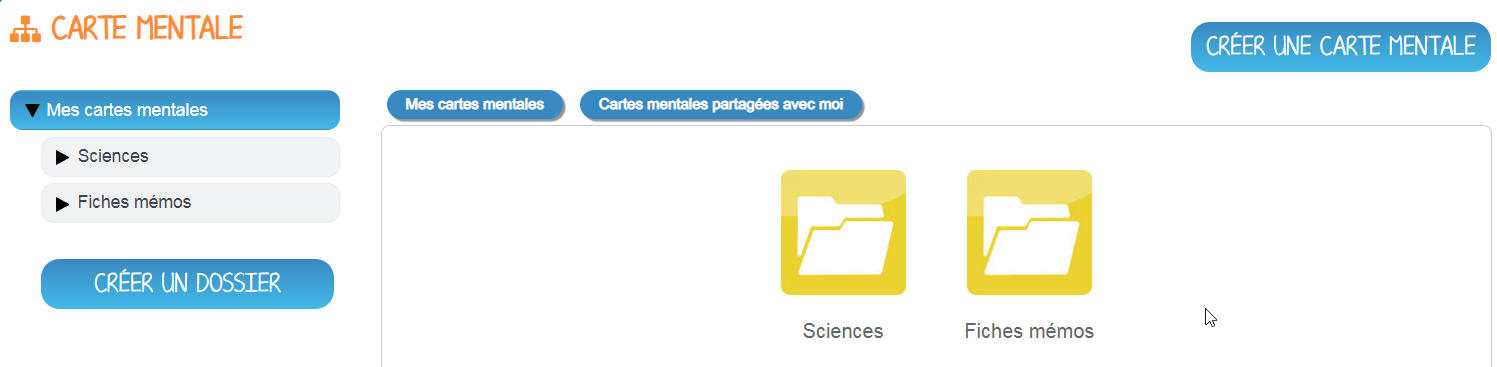 CARTE MENTALE
CRÉER UNE CARTE MENTALE
Mes cartes mentales
Sciences
Fiches mémos
CRÉER UN DOSSIER
Mes cartes mentales
Cartes mentales partagées avec moi
Sciences
Fiches mémos